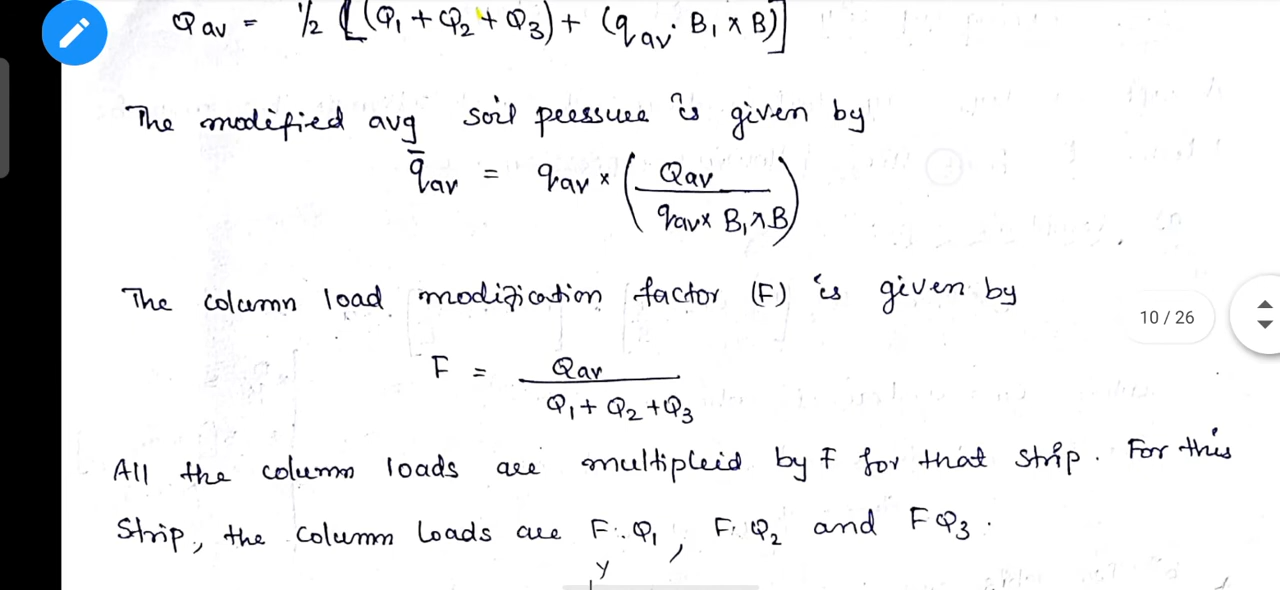 Qav = 1/2 [(Q1 + Q2 + Q3) + (qav · B1 × B)]
The modified avg soil pressure is given by
q̄av = qav × (Qav / qav × B1 × B)
The column load modification factor (F) is given by
10 / 26
F = Qav / Q1 + Q2 + Q3
All the column loads are multipleid by F for that strip. For this
Strip, the column loads are F·Q1, F·Q2 and FQ3.
y